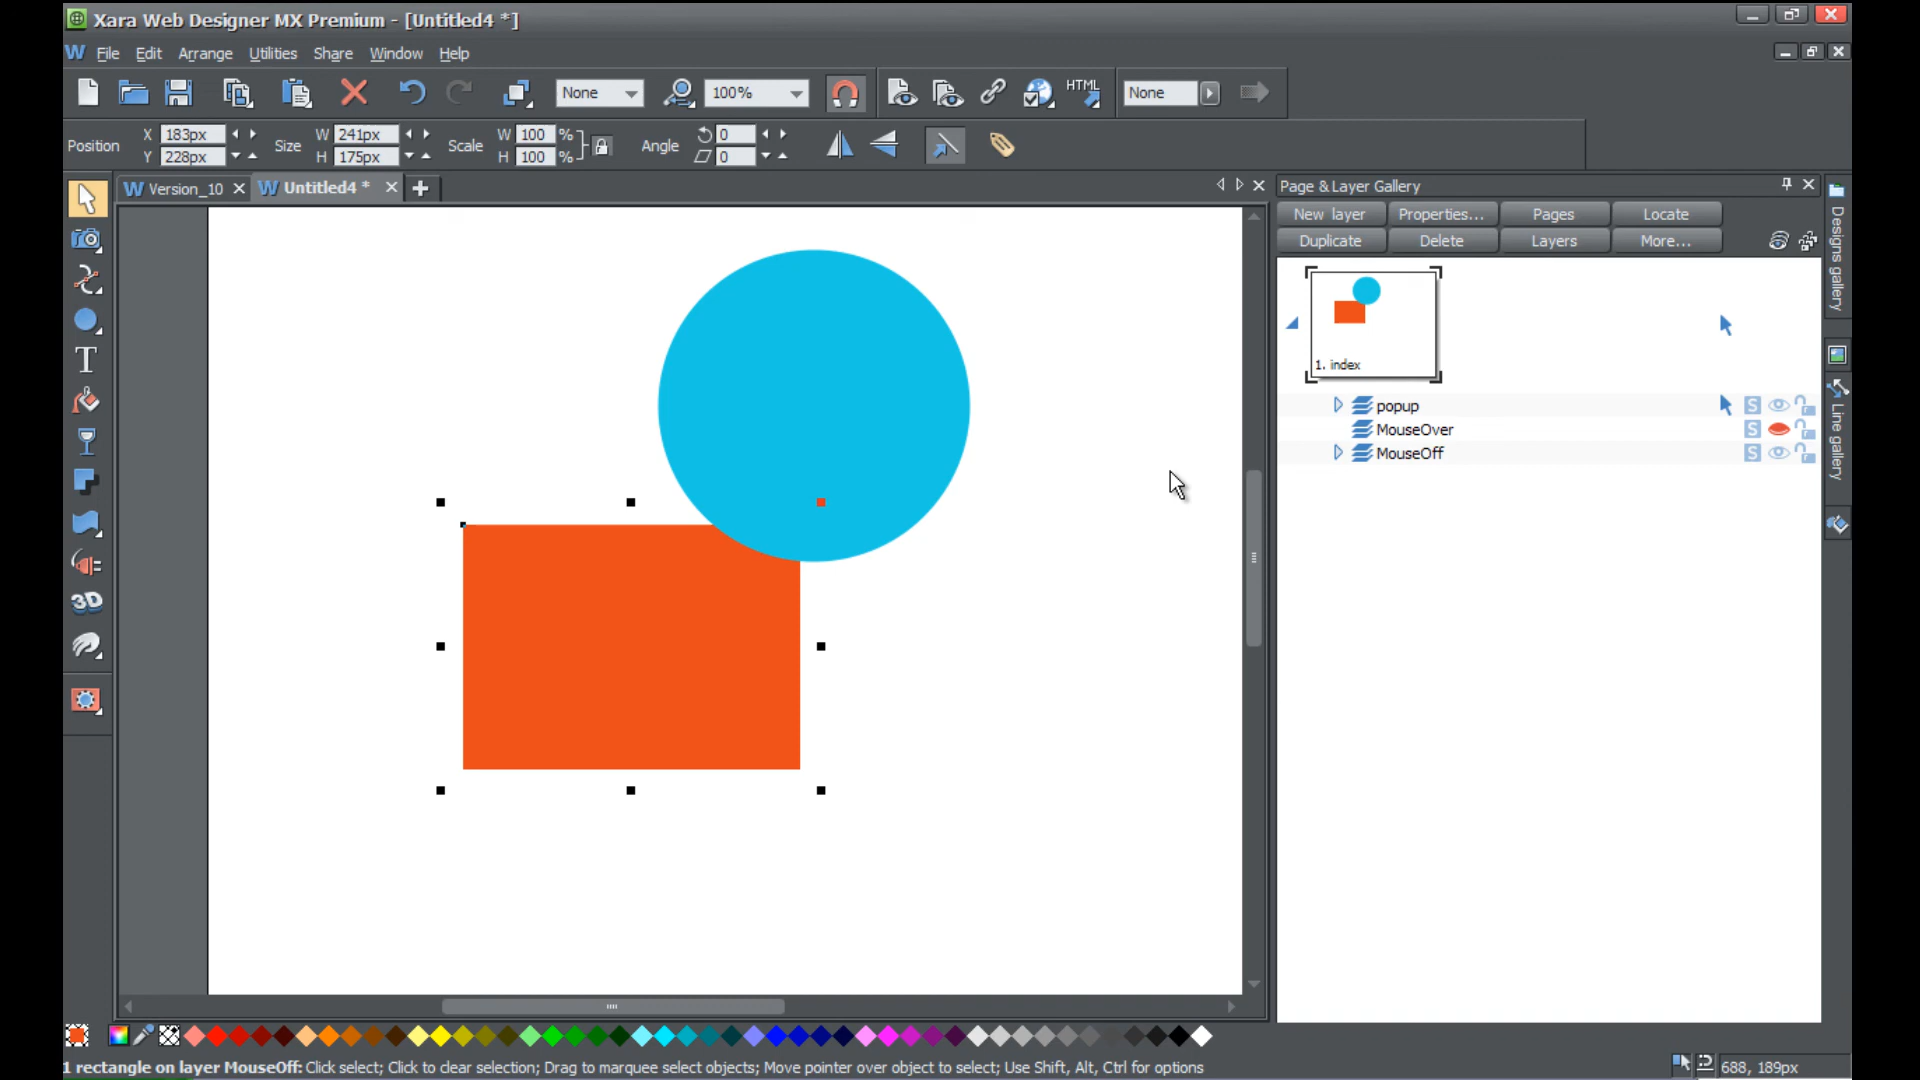 Xara Web Designer MX Premium - [Untitled4 *]
W File Edit Arrange Utilities Share Window Help
None 100% HTML None
Position X 183px Size W 241px Scale W 100 % Angle 0
Y 228px H 175px H 100 % 0
W Version_10 W Untitled4 *
Page & Layer Gallery
New layer Properties... Pages Locate
Duplicate Delete Layers More...
Designs gallery
1. index
popup S
MouseOver S
MouseOff S
Line gallery
T
3D
1 rectangle on layer MouseOff: Click select; Click to clear selection; Drag to marquee select objects; Move pointer over object to select; Use Shift, Alt, Ctrl for options
688, 189px